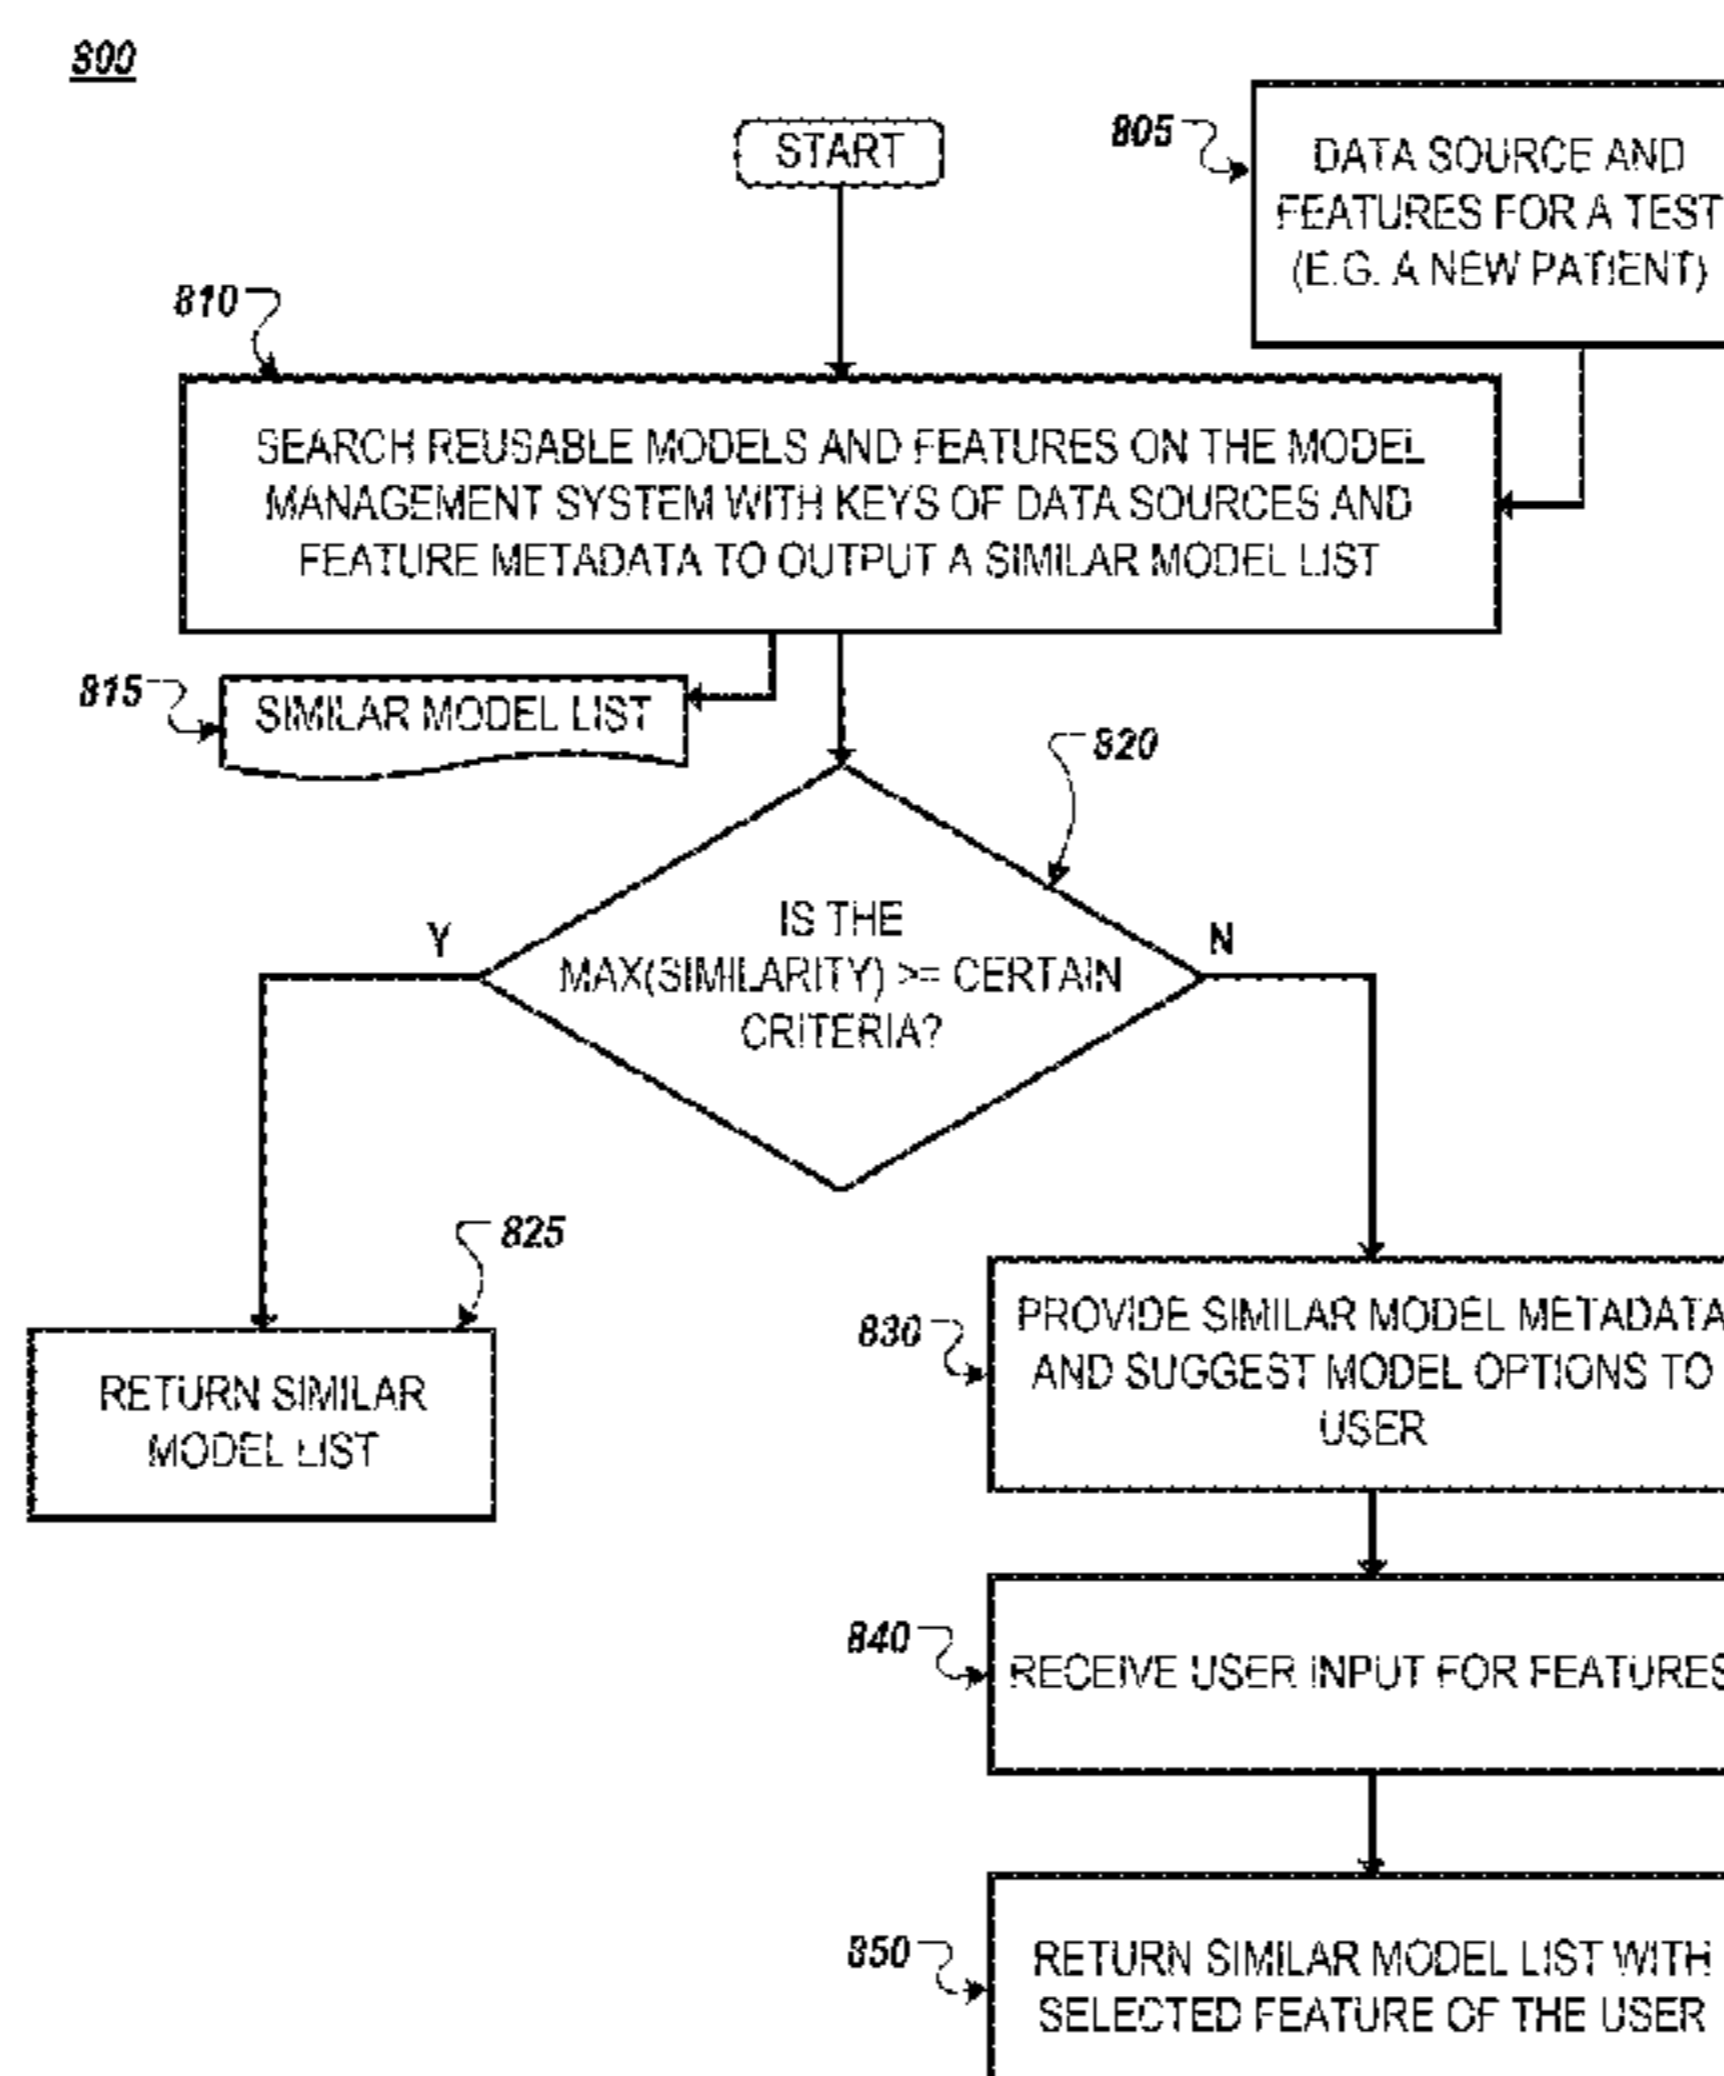 800
START
805
DATA SOURCE AND
FEATURES FOR A TEST
(E.G. A NEW PATIENT)
810
SEARCH REUSABLE MODELS AND FEATURES ON THE MODEL
MANAGEMENT SYSTEM WITH KEYS OF DATA SOURCES AND
FEATURE METADATA TO OUTPUT A SIMILAR MODEL LIST
815
SIMILAR MODEL LIST
820
IS THE
MAX(SIMILARITY) >= CERTAIN
CRITERIA?
Y
N
825
RETURN SIMILAR
MODEL LIST
830
PROVIDE SIMILAR MODEL METADATA
AND SUGGEST MODEL OPTIONS TO
USER
840
RECEIVE USER INPUT FOR FEATURES
850
RETURN SIMILAR MODEL LIST WITH
SELECTED FEATURE OF THE USER